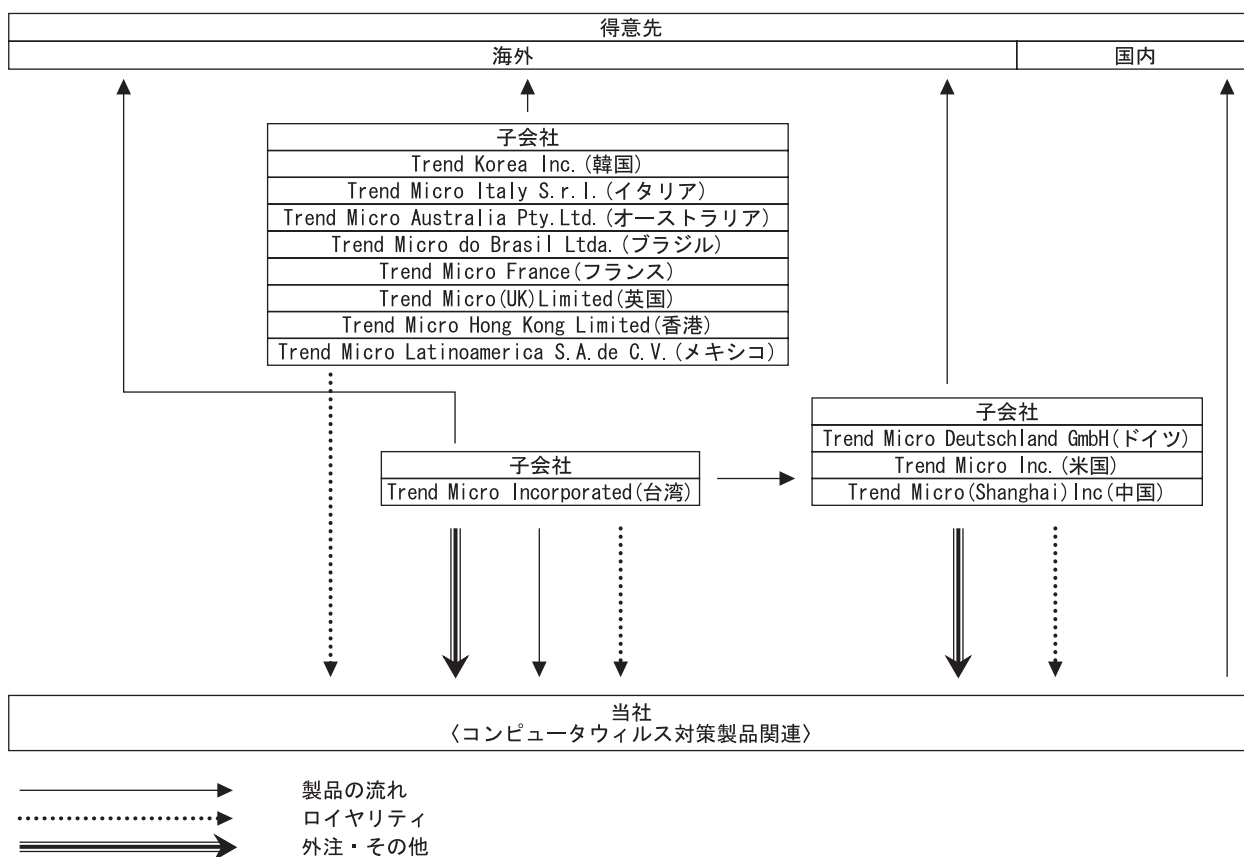 得意先
海外
国内
子会社
Trend Korea Inc.(韓国)
Trend Micro Italy S.r.l.(イタリア)
Trend Micro Australia Pty.Ltd.(オーストラリア)
Trend Micro do Brasil Ltda.(ブラジル)
Trend Micro France(フランス)
Trend Micro(UK)Limited(英国)
Trend Micro Hong Kong Limited(香港)
Trend Micro Latinoamerica S.A.de C.V.(メキシコ)
子会社
Trend Micro Incorporated(台湾)
子会社
Trend Micro Deutschland GmbH(ドイツ)
Trend Micro Inc.(米国)
Trend Micro(Shanghai)Inc(中国)
当社
〈コンピュータウィルス対策製品関連〉
製品の流れ
ロイヤリティ
外注・その他